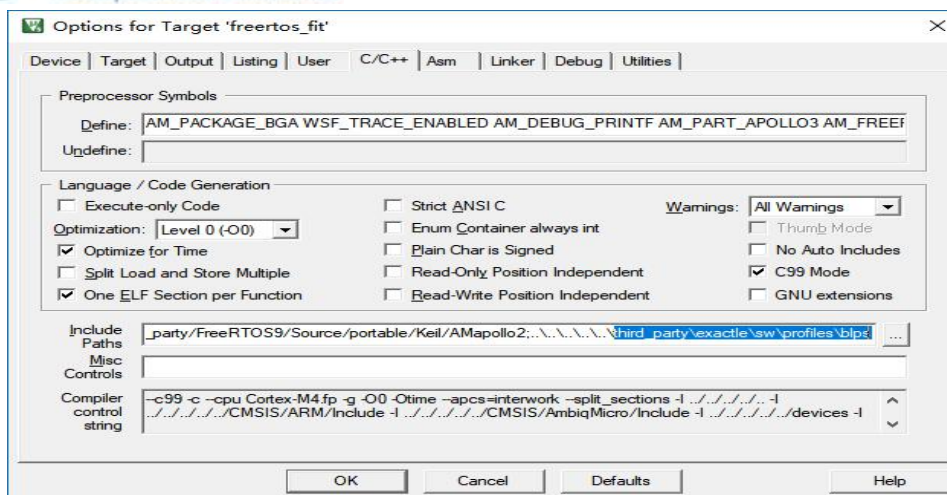 Options for Target 'freertos_fit'
Device | Target | Output | Listing | User C/C++ | Asm | Linker | Debug | Utilities
Preprocessor Symbols
Define: AM_PACKAGE_BGA WSF_TRACE_ENABLED AM_DEBUG_PRINTF AM_PART_APOLLO3 AM_FREEF
Undefine:
Language / Code Generation
Execute-only Code Strict ANSI C Warnings: All Warnings
Optimization: Level 0 (-O0) Enum Container always int Thumb Mode
Optimize for Time Plain Char is Signed No Auto Includes
Split Load and Store Multiple Read-Only Position Independent C99 Mode
One ELF Section per Function Read-Write Position Independent GNU extensions
Include Paths _party/FreeRTOS9/Source/portable/Keil/AMapollo2;..\..\..\..\..\third_party\exactle\sw\profiles\blps ...
Misc Controls
Compiler control string --c99 -c --cpu Cortex-M4.fp -g -O0 -Otime --apcs=interwork --split_sections -I ../../../../.. -I
../../../../../CMSIS/ARM/Include -I ../../../../../CMSIS/AmbiqMicro/Include -I ../../../../../devices -I
OK Cancel Defaults Help